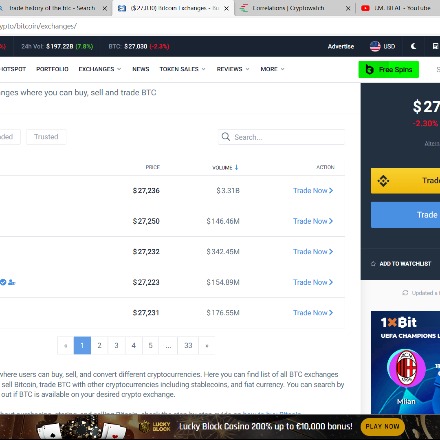 trade history of the btc - Search
($27,030) Bitcoin Exchanges -
Correlations | Cryptowatch
- YouTube
ypto/bitcoin/exchanges/
24h Vol: $197.22B (7.8%) BTC: $27,030 (-2.3%)
Advertise USD
HOTSPOT PORTFOLIO EXCHANGES NEWS TOKEN SALES REVIEWS MORE
Free Spins
nges where you can buy, sell and trade BTC
$27
-2.30%
ded Trusted Search...
PRICE VOLUME ACTION
$27,236 $3.31B Trade Now
$27,250 $146.46M Trade Now
$27,232 $342.45M Trade Now
$27,223 $154.89M Trade Now
$27,231 $176.55M Trade Now
Trade
Trade
ADD TO WATCHLIST
Updated
« 1 2 3 4 5 ... 33 »
1XBit
UEFA CHAMPIONS L
Milan
where users can buy, sell, and convert different cryptocurrencies. Here you can find list of all BTC exchanges
sell Bitcoin, trade BTC with other cryptocurrencies including stablecoins, and fiat currency. You can search by
out if BTC is available on your desired crypto exchange.
LUCKY BLOCK
Lucky Block Casino 200% up to €10,000 bonus!
PLAY NOW